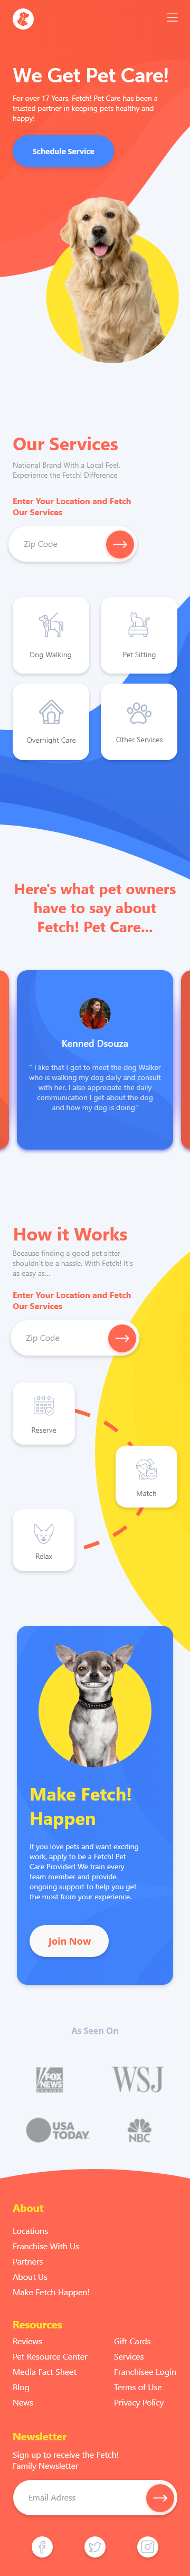 We Get Pet Care!
For over 17 Years, Fetch! Pet Care has been a
trusted partner in keeping pets healthy and
happy!
Schedule Service
Our Services
National Brand With a Local Feel.
Experience the Fetch! Difference
Enter Your Location and Fetch
Our Services
Zip Code
Dog Walking
Pet Sitting
Overnight Care
Other Services
Here's what pet owners
have to say about
Fetch! Pet Care...
Kenned Dsouza
" I like that I got to meet the dog Walker
who is walking my dog daily and consult
with her. I also appreciate the daily
communication I get about the dog
and how my dog is doing"
How it Works
Because finding a good pet sitter
shouldn't be a hassle. With Fetch! It's
as easy as...
Enter Your Location and Fetch
Our Services
Zip Code
Reserve
Match
Relax
Make Fetch!
Happen
If you love pets and want exciting
work, apply to be a Fetch! Pet
Care Provider! We train every
team member and provide
ongoing support to help you get
the most from your experience.
Join Now
As Seen On
FOX
NEWS
WSJ
USA
TODAY.
NBC
About
Locations
Franchise With Us
Partners
About Us
Make Fetch Happen!
Resources
Reviews
Gift Cards
Pet Resource Center
Services
Media Fact Sheet
Franchisee Login
Blog
Terms of Use
News
Privacy Policy
Newsletter
Sign up to receive the Fetch!
Family Newsletter
Email Adress